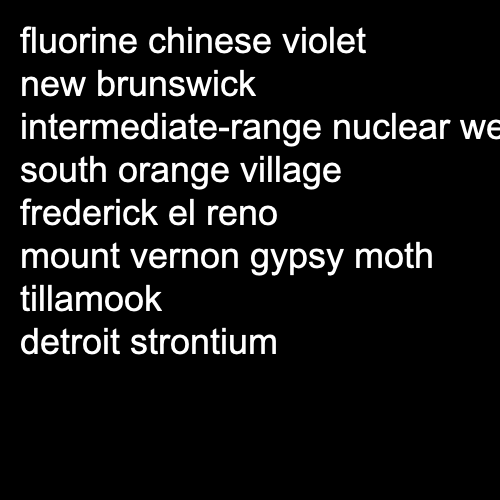 fluorine chinese violet
new brunswick
intermediate-range nuclear
south orange village
frederick el reno
mount vernon gypsy moth
tillamook
detroit strontium